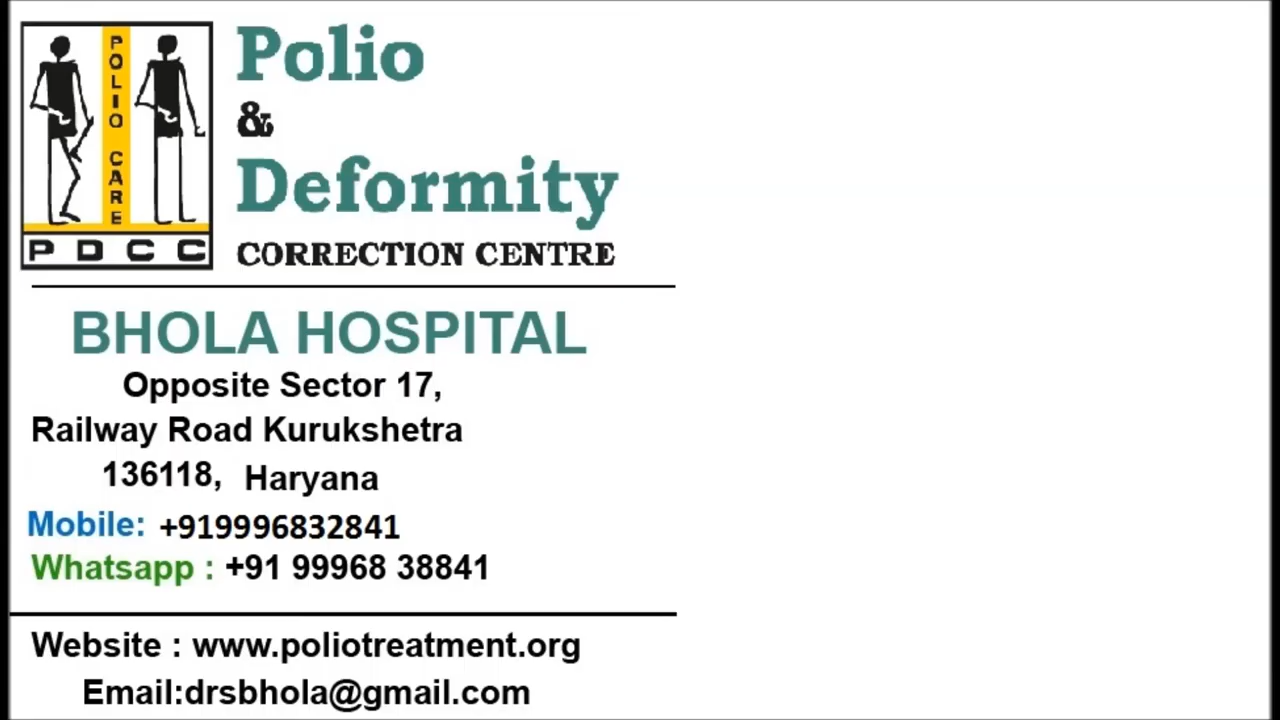 POLIO CARE
PDCC
Polio
&
Deformity
CORRECTION CENTRE
BHOLA HOSPITAL
Opposite Sector 17,
Railway Road Kurukshetra
136118, Haryana
Mobile: +919996832841
Whatsapp : +91 99968 38841
Website : www.poliotreatment.org
Email:drsbhola@gmail.com